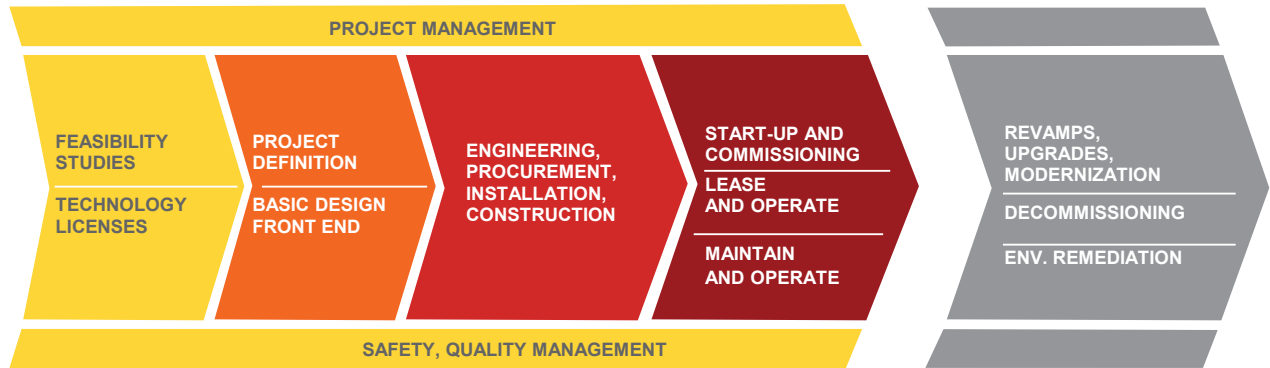 PROJECT MANAGEMENT
FEASIBILITY
STUDIES
TECHNOLOGY
LICENSES
PROJECT
DEFINITION
BASIC DESIGN
FRONT END
ENGINEERING,
PROCUREMENT,
INSTALLATION,
CONSTRUCTION
START-UP AND
COMMISSIONING
LEASE
AND OPERATE
MAINTAIN
AND OPERATE
REVAMPS,
UPGRADES,
MODERNIZATION
DECOMMISSIONING
ENV. REMEDIATION
SAFETY, QUALITY MANAGEMENT